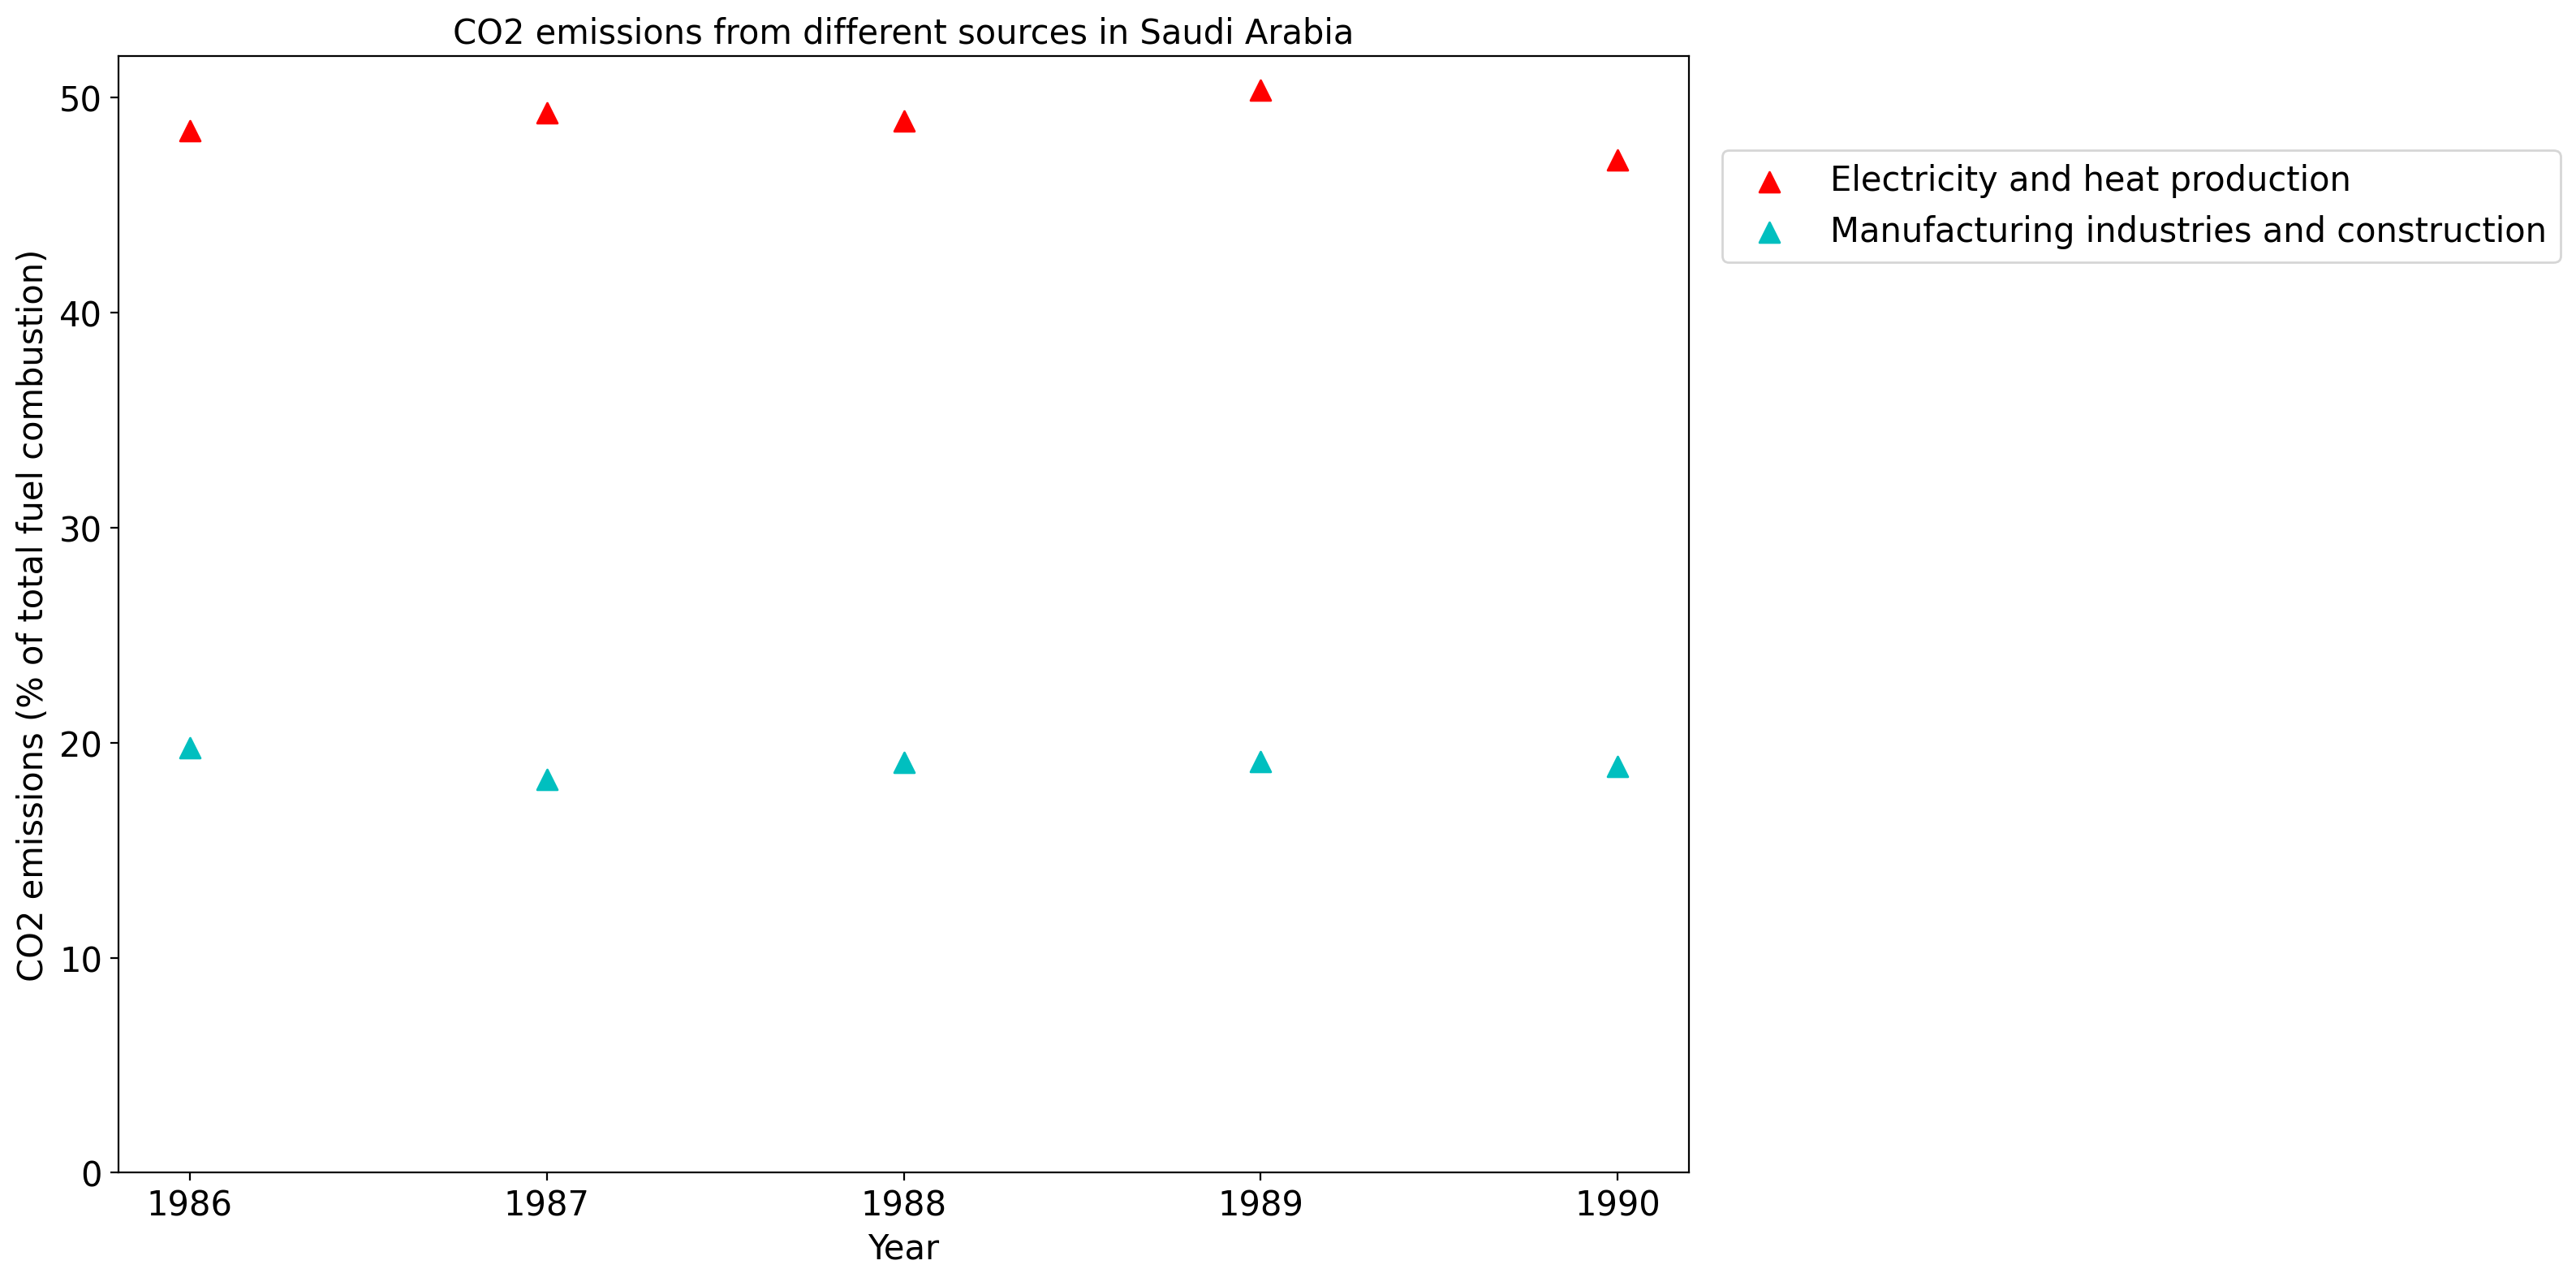 CO2 emissions from different sources in Saudi Arabia
CO2 emissions (% of total fuel combustion)
50
40
30
20
10
0
1986 1987 1988 1989 1990
Year
Electricity and heat production
Manufacturing industries and construction